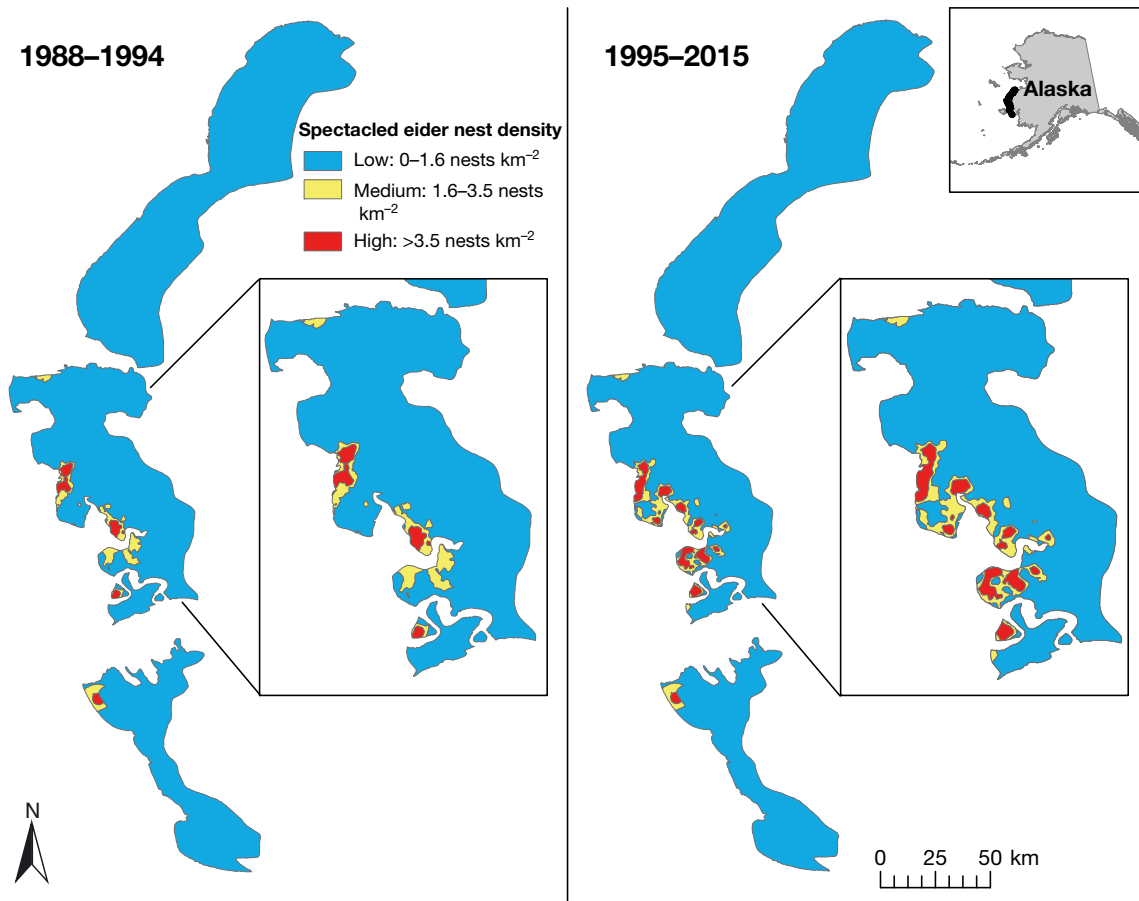 1988–1994
Spectacled eider nest density
Low: 0–1.6 nests km⁻²
Medium: 1.6–3.5 nests
km⁻²
High: >3.5 nests km⁻²
N
1995–2015
Alaska
0 25 50 km